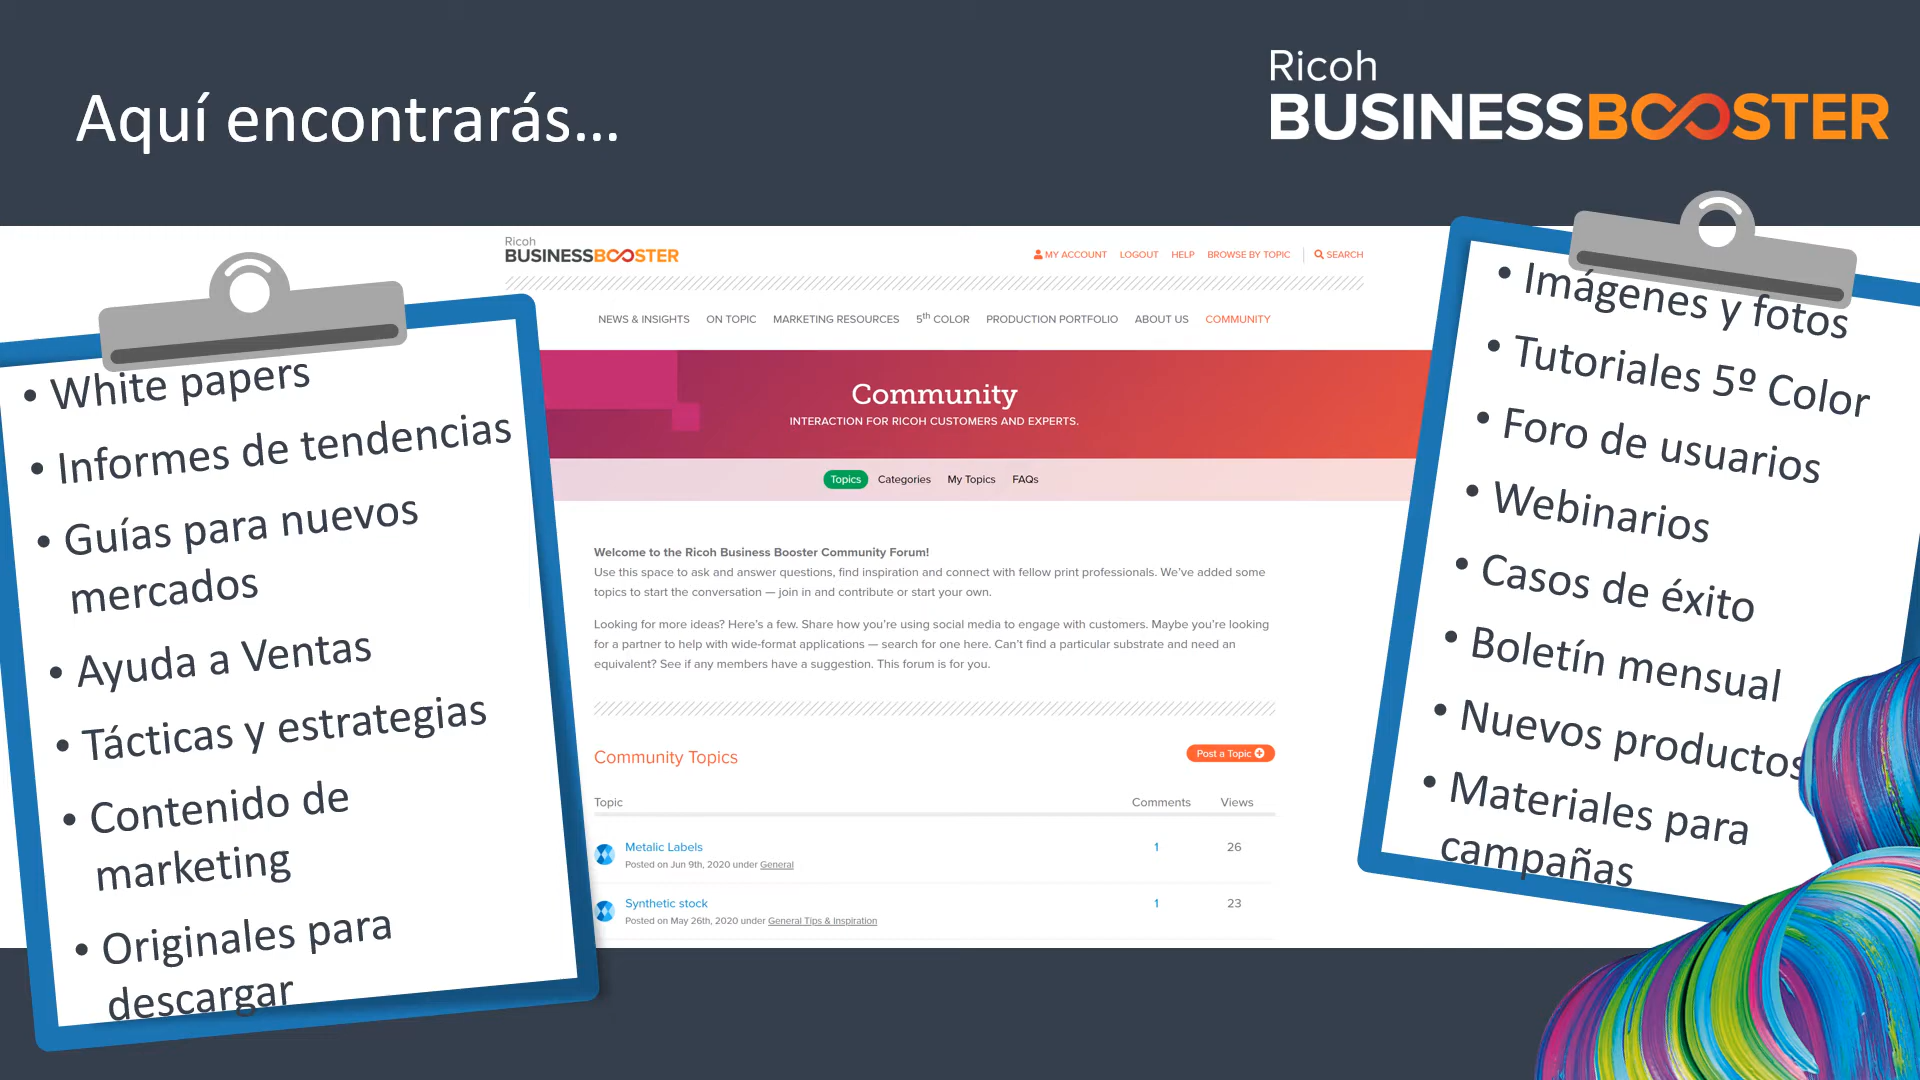 Aquí encontrarás...
Ricoh
BUSINESSBOOSTER
• White papers
• Informes de tendencias
• Guías para nuevos
mercados
• Ayuda a Ventas
• Tácticas y estrategias
• Contenido de
marketing
• Originales para
descargar
Ricoh
BUSINESSBOOSTER
MY ACCOUNT LOGOUT HELP BROWSE BY TOPIC SEARCH
NEWS & INSIGHTS ON TOPIC MARKETING RESOURCES 5th COLOR PRODUCTION PORTFOLIO ABOUT US COMMUNITY
Community
INTERACTION FOR RICOH CUSTOMERS AND EXPERTS.
Topics Categories My Topics FAQs
Welcome to the Ricoh Business Booster Community Forum!
Use this space to ask and answer questions, find inspiration and connect with fellow print professionals. We've added some
topics to start the conversation — join in and contribute or start your own.
Looking for more ideas? Here's a few. Share how you're using social media to engage with customers. Maybe you're looking
for a partner to help with wide-format applications — search for one here. Can't find a particular substrate and need an
equivalent? See if any members have a suggestion. This forum is for you.
Community Topics
Post a Topic
Topic Comments Views
Metalic Labels 1 26
Posted on Jun 9th, 2020 under General
Synthetic stock 1 23
Posted on May 26th, 2020 under General Tips & Inspiration
• Imágenes y fotos
• Tutoriales 5º Color
• Foro de usuarios
• Webinarios
• Casos de éxito
• Boletín mensual
• Nuevos productos
• Materiales para
campañas